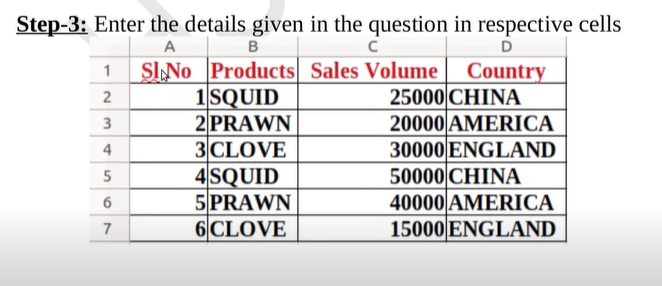 Step-3: Enter the details given in the question in respective cells
A B C D
1 Sl.No Products Sales Volume Country
2 1 SQUID 25000 CHINA
3 2 PRAWN 20000 AMERICA
4 3 CLOVE 30000 ENGLAND
5 4 SQUID 50000 CHINA
6 5 PRAWN 40000 AMERICA
7 6 CLOVE 15000 ENGLAND